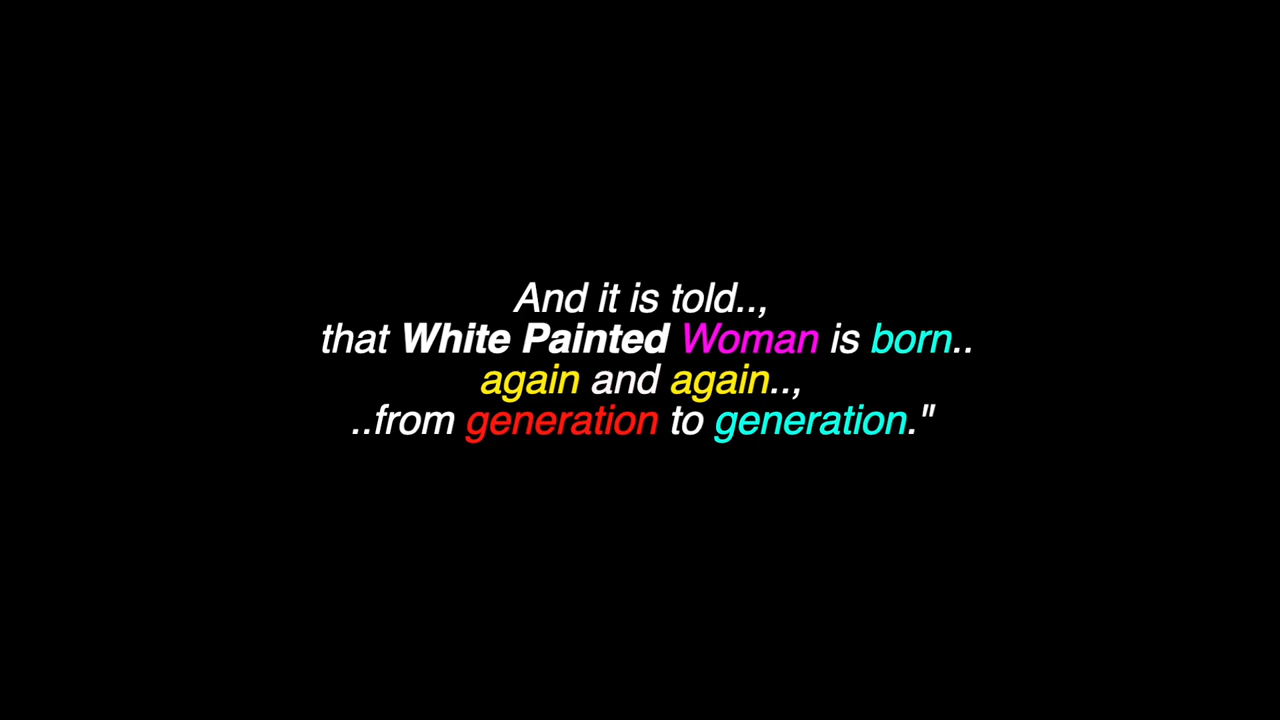 And it is told..,
that White Painted Woman is born..
again and again..,
..from generation to generation."